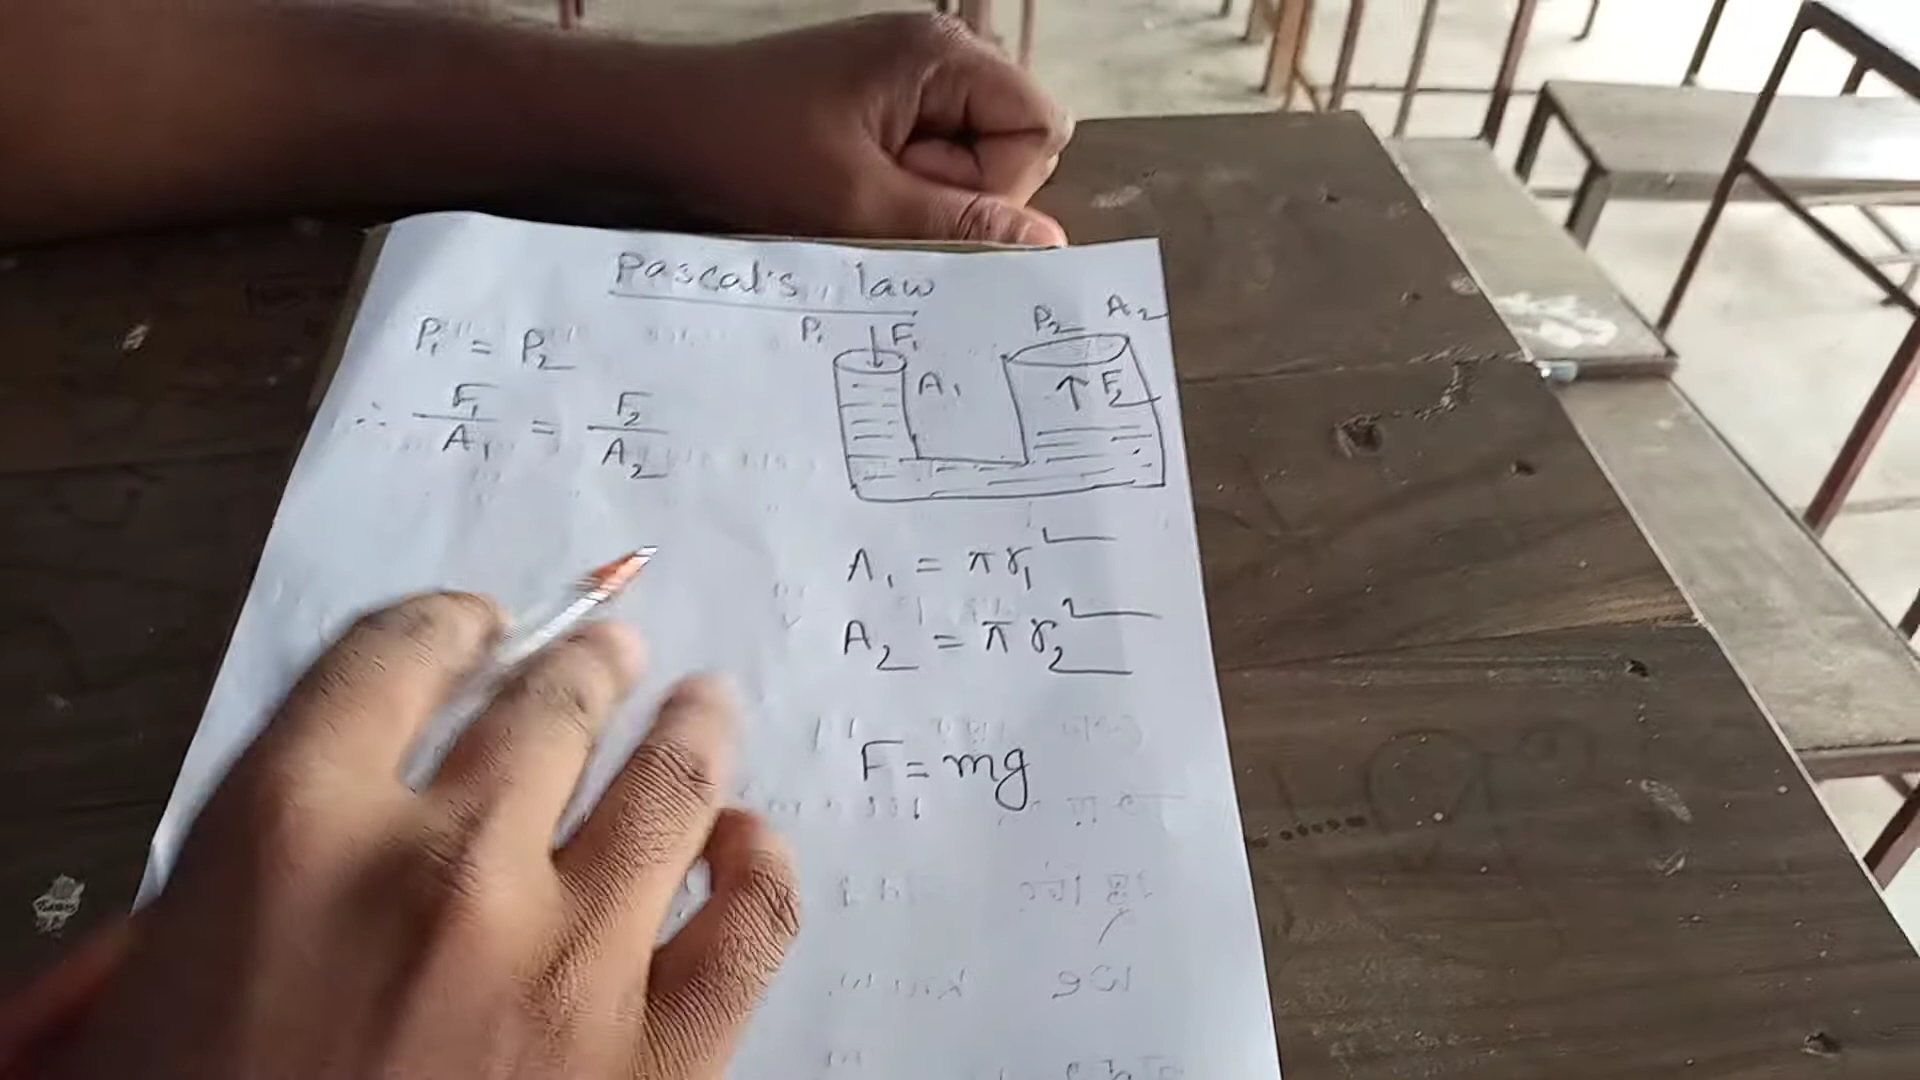 Pascal's law
P₁ = P₂
∴ F₁/A₁ = F₂/A₂
P₁ F₁ A₁
P₂ A₂ F₂
A₁ = πr₁²
A₂ = πr₂²
F = mg